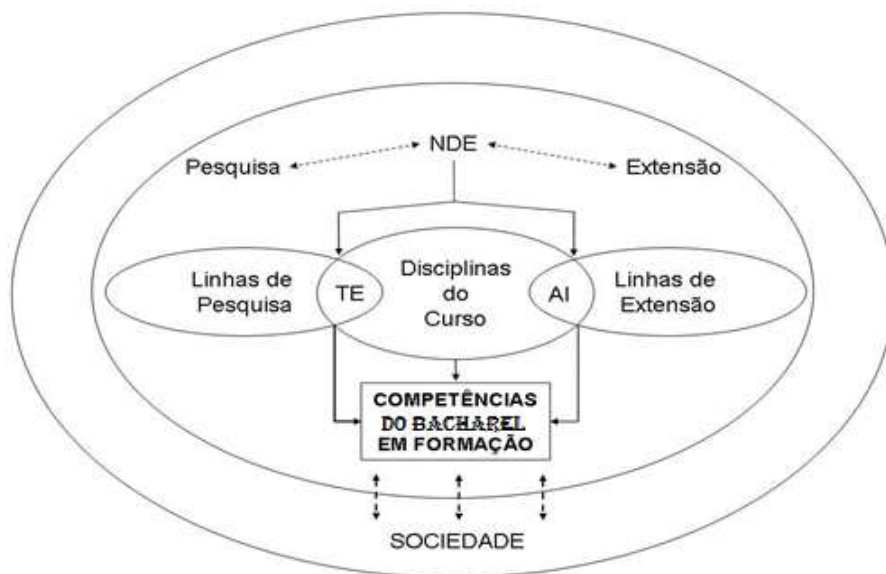 NDE
Pesquisa
Extensão
Linhas de
Pesquisa
TE
Disciplinas
do
Curso
AI
Linhas de
Extensão
COMPETÊNCIAS
DO BACHAREL
EM FORMAÇÃO
SOCIEDADE